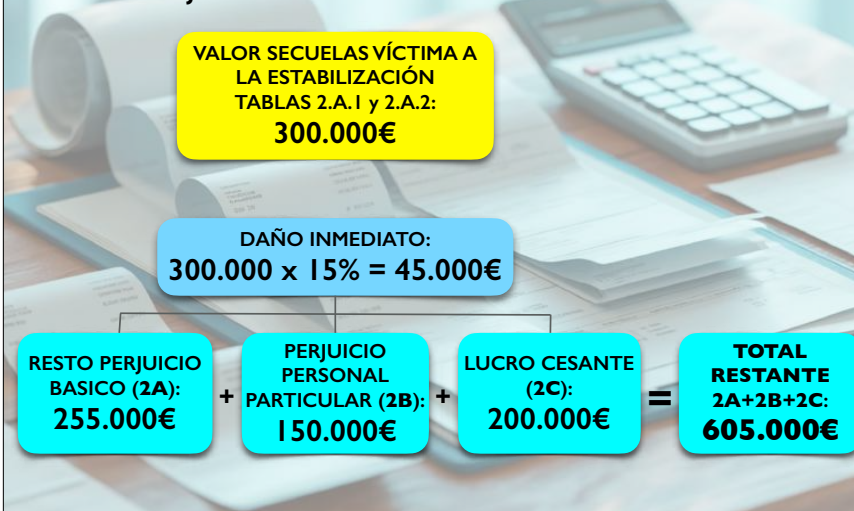 VALOR SECUELAS VÍCTIMA A
LA ESTABILIZACIÓN
TABLAS 2.A.1 y 2.A.2:
300.000€
DAÑO INMEDIATO:
300.000 x 15% = 45.000€
RESTO PERJUICIO
BASICO (2A):
255.000€
+
PERJUICIO
PERSONAL
PARTICULAR (2B):
150.000€
+
LUCRO CESANTE
(2C):
200.000€
=
TOTAL
RESTANTE
2A+2B+2C:
605.000€